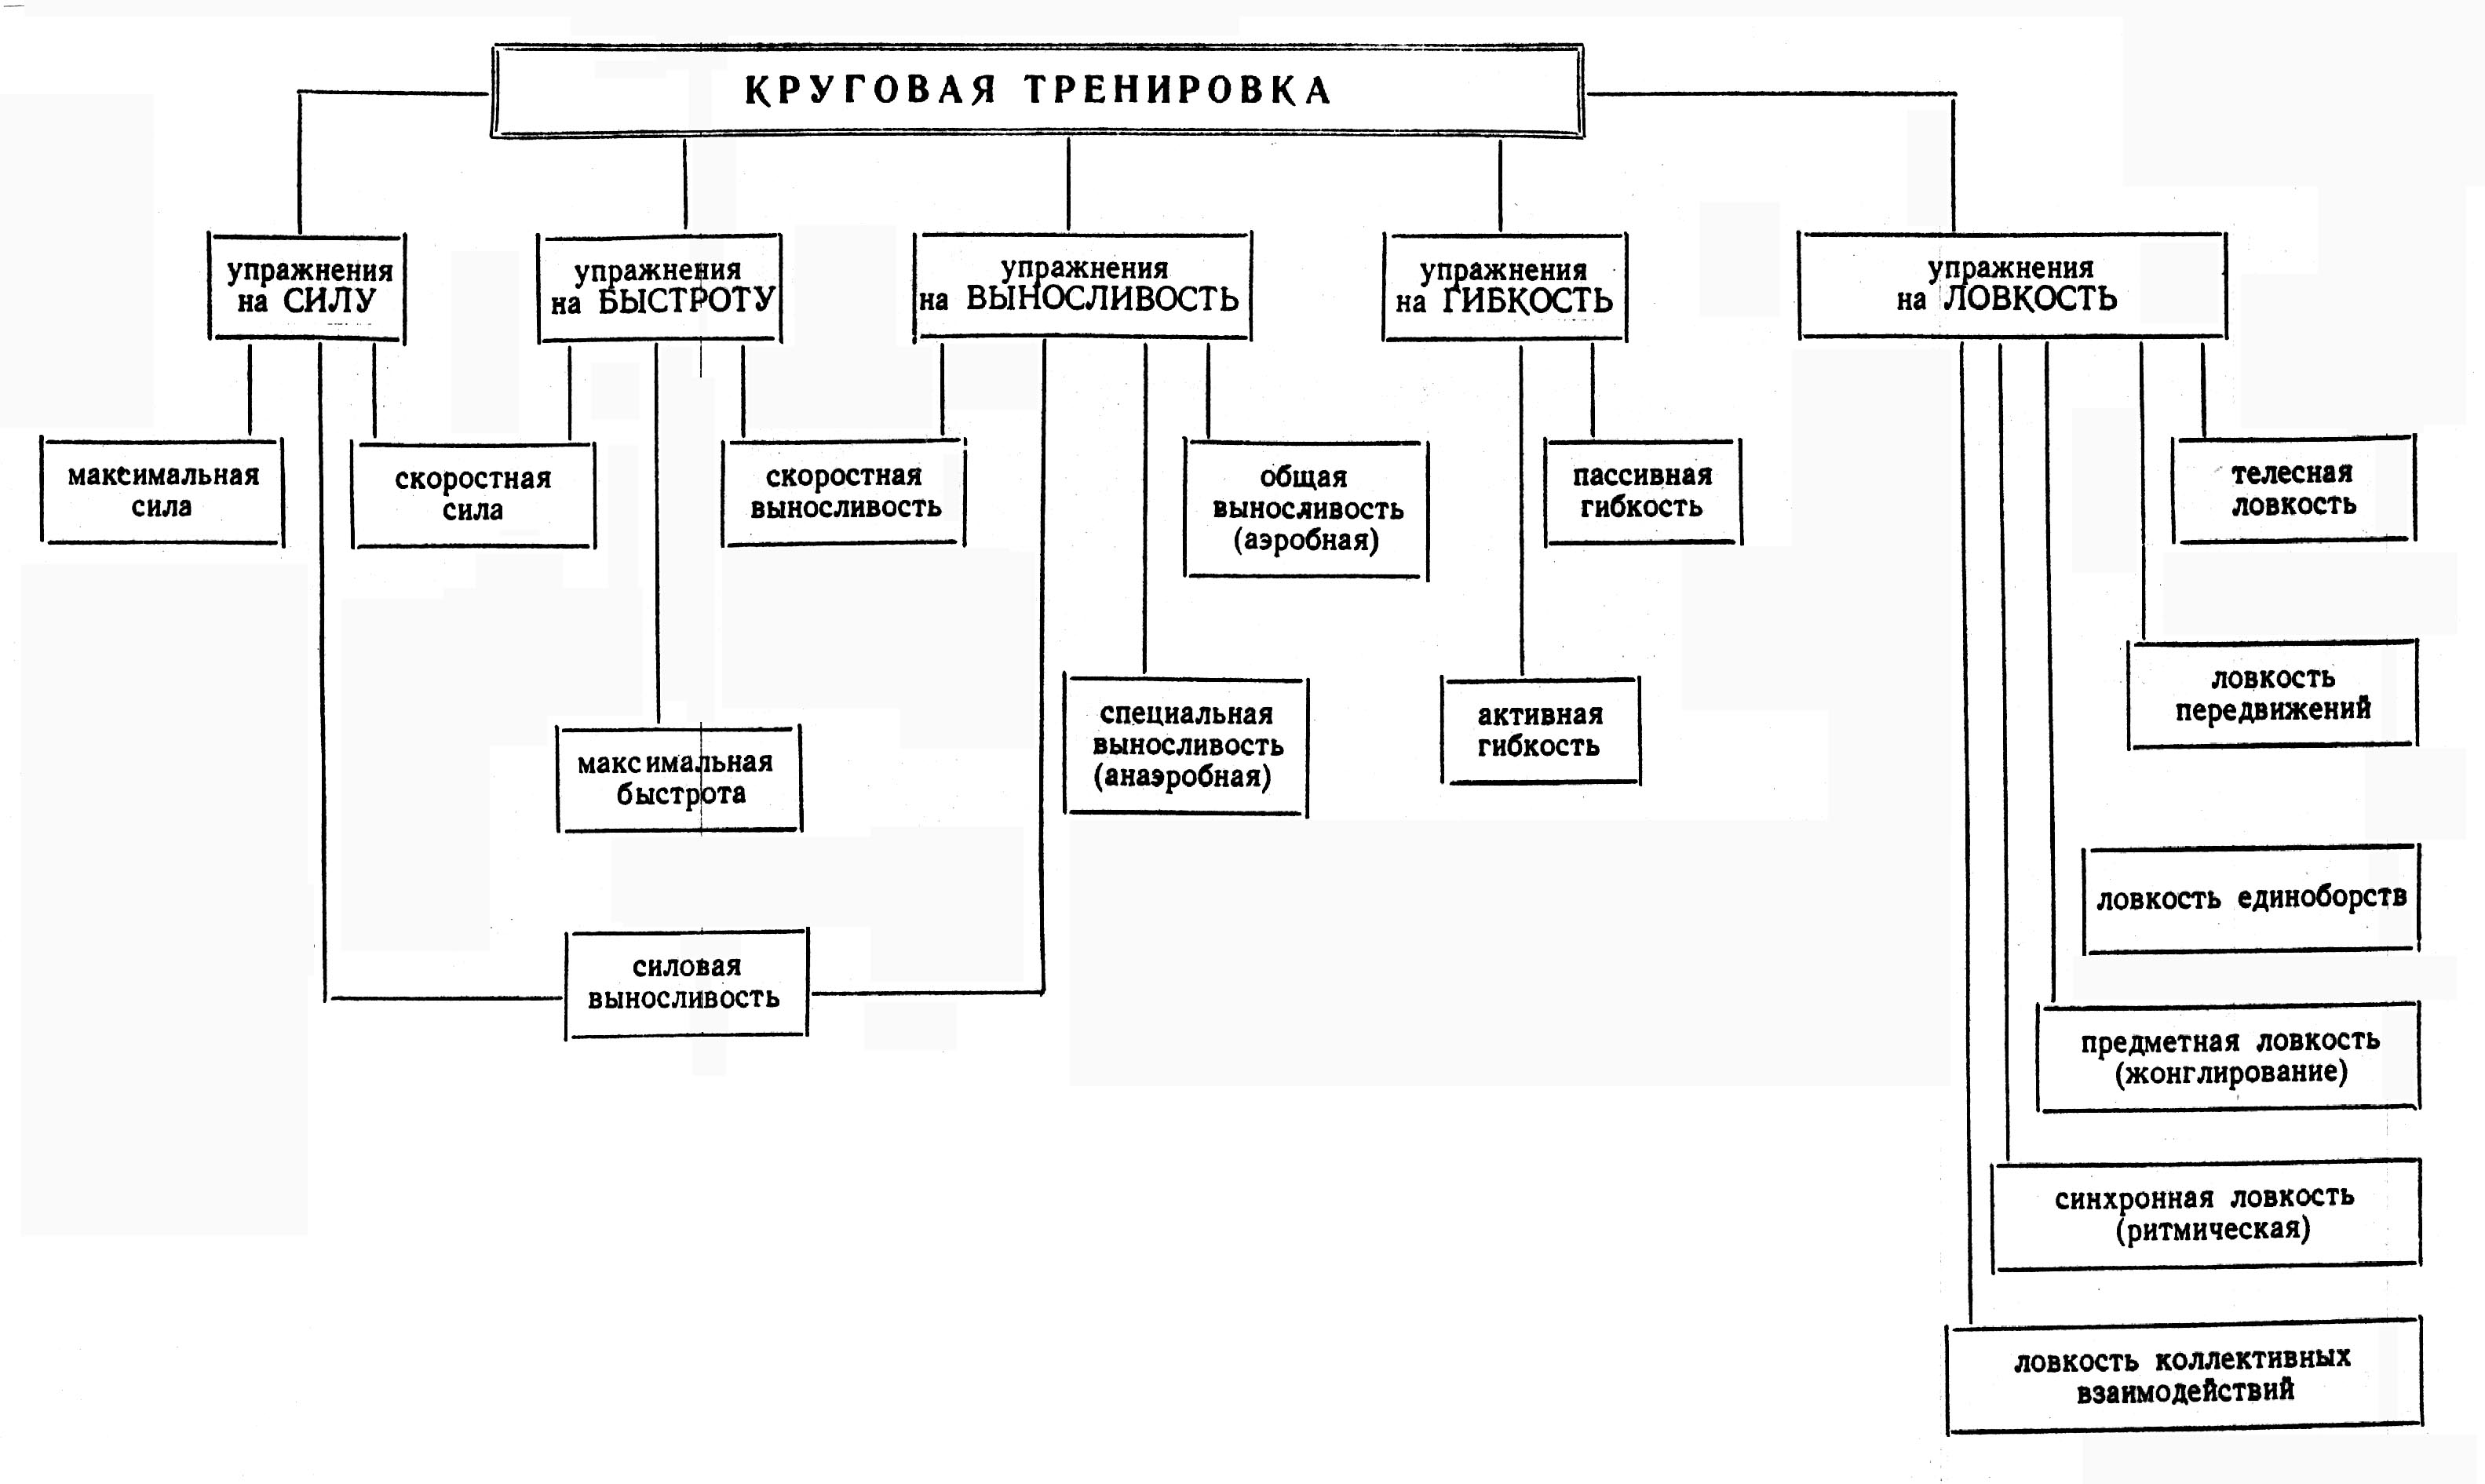 КРУГОВАЯ ТРЕНИРОВКА
упражнения
на СИЛУ
упражнения
на БЫСТРОТУ
упражнения
на ВЫНОСЛИВОСТЬ
упражнения
на ГИБКОСТЬ
упражнения
на ЛОВКОСТЬ
максимальная
сила
скоростная
сила
скоростная
выносливость
общая
выносливость
(аэробная)
пассивная
гибкость
телесная
ловкость
максимальная
быстрота
специальная
выносливость
(анаэробная)
активная
гибкость
ловкость
передвижений
силовая
выносливость
ловкость единоборств
предметная ловкость
(жонглирование)
синхронная ловкость
(ритмическая)
ловкость коллективных
взаимодействий